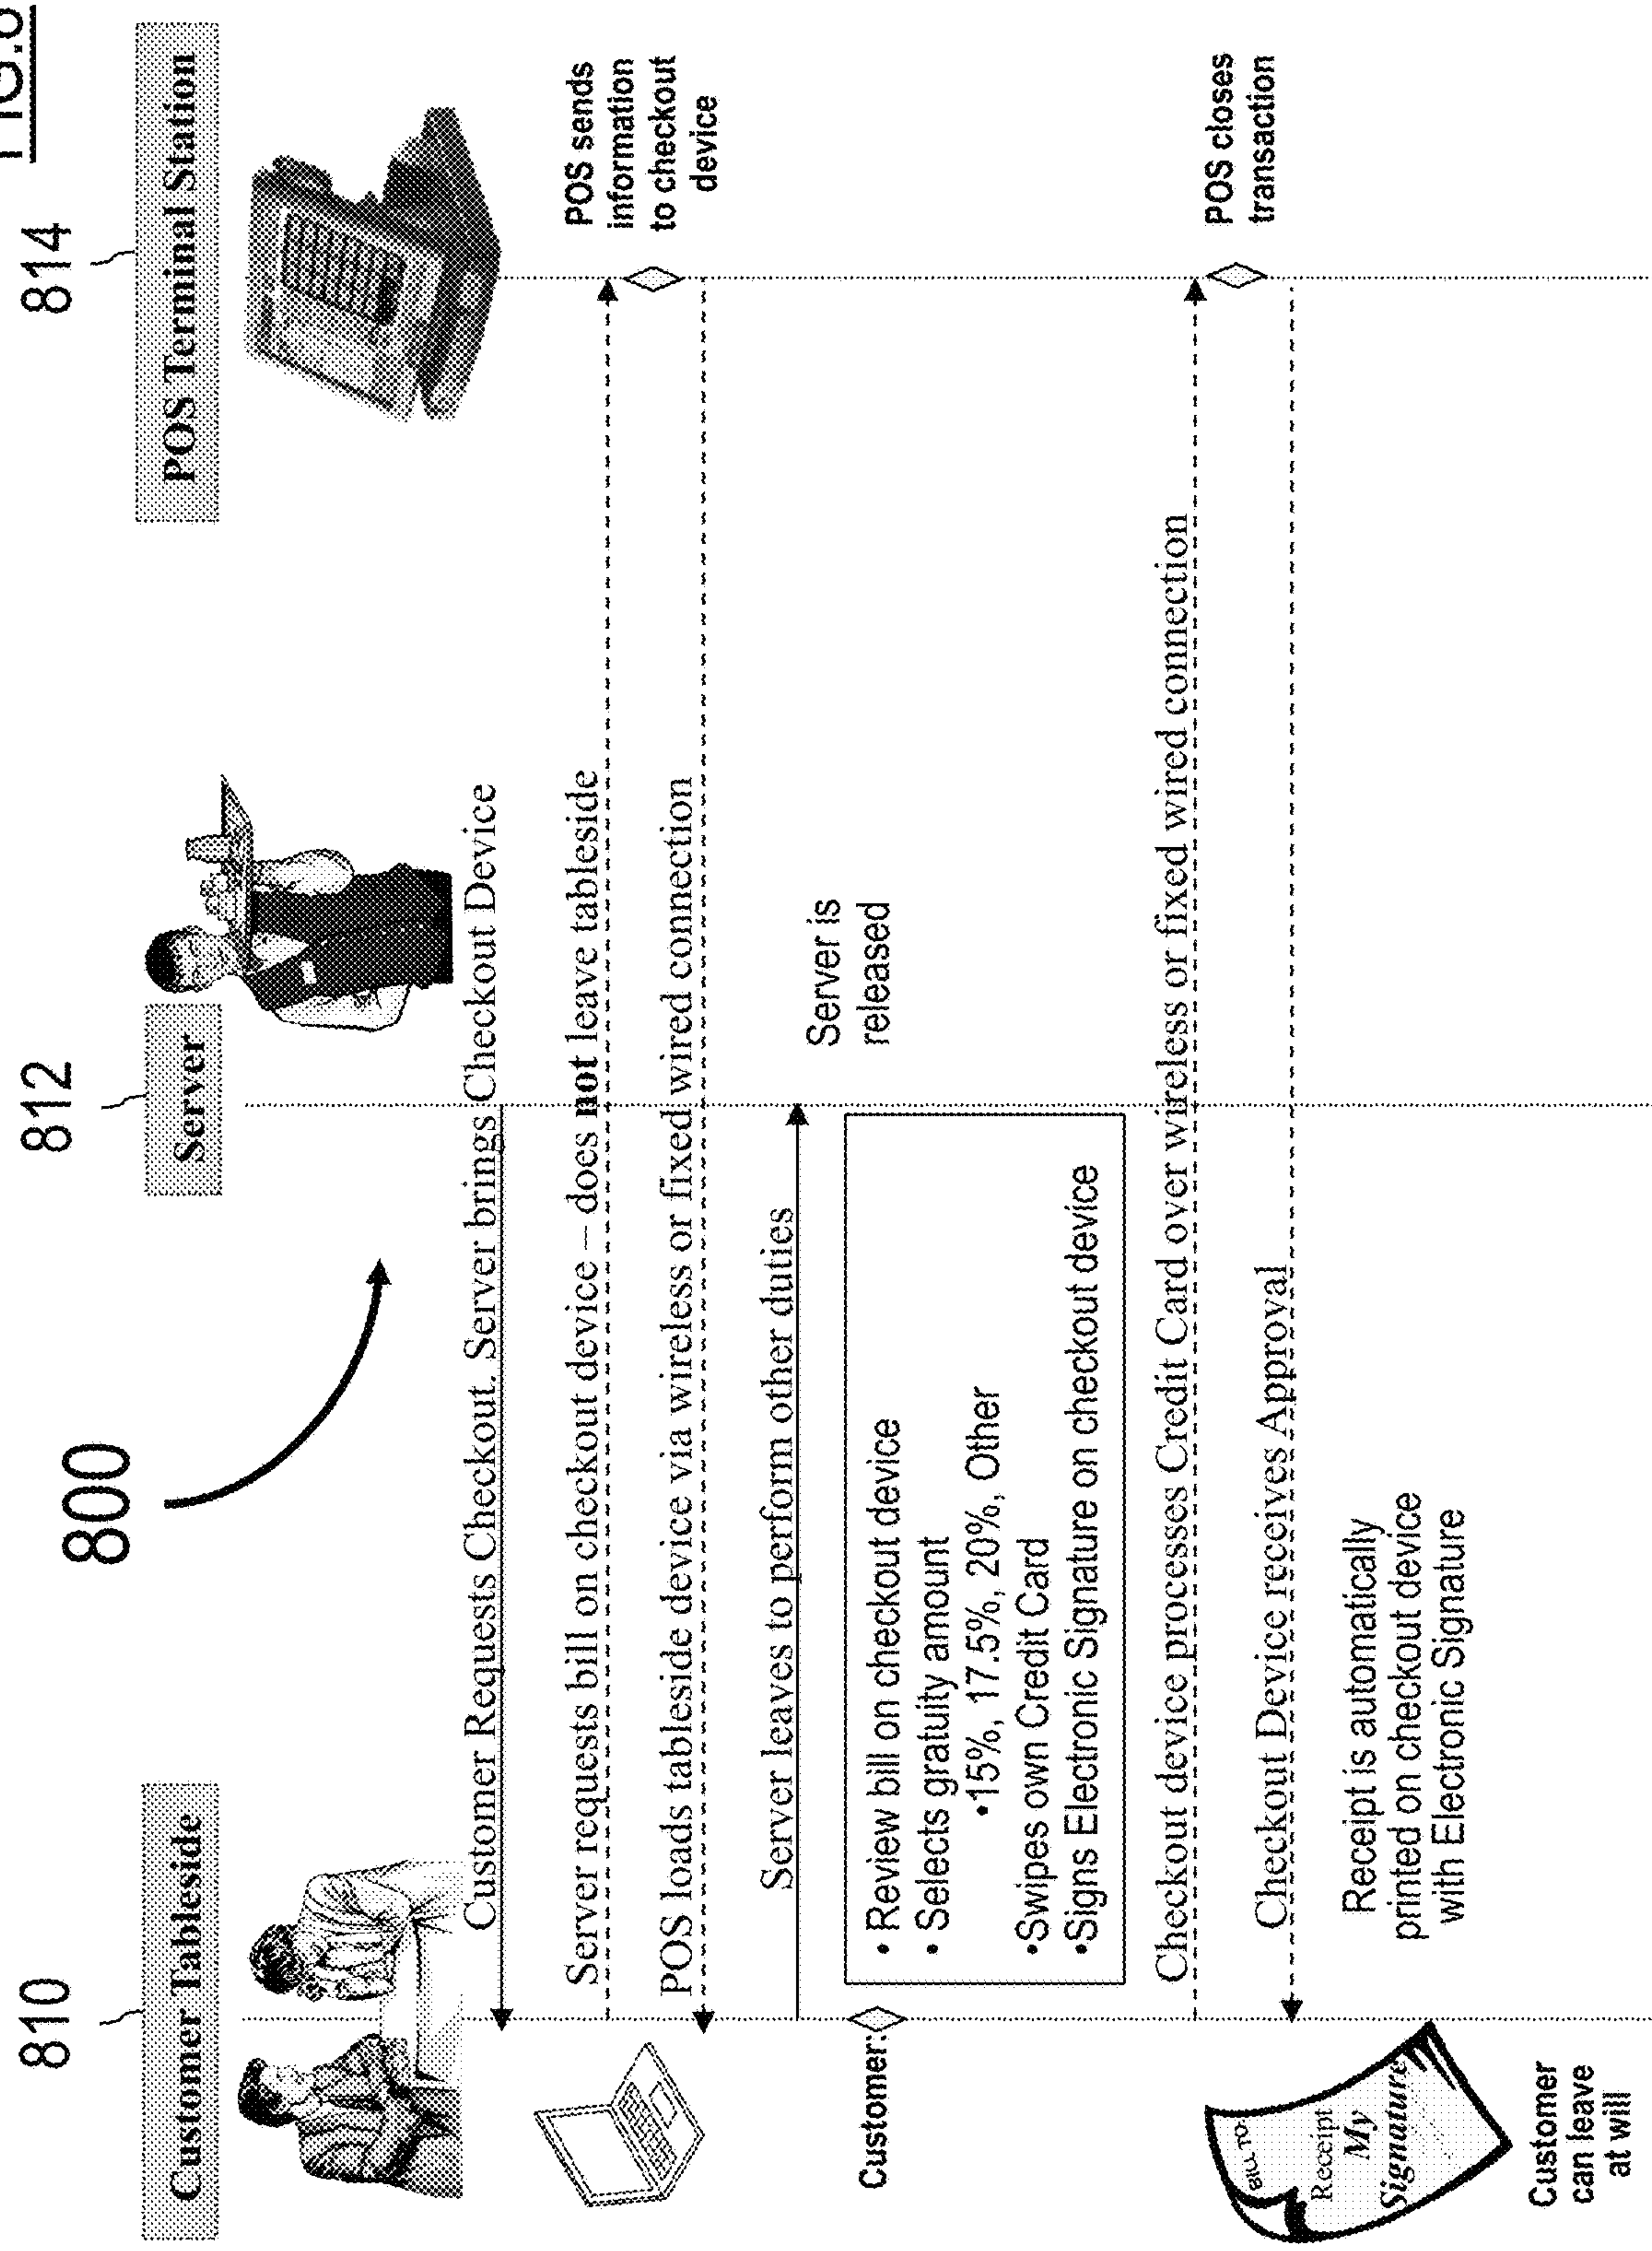 FIG.8
810
812
814
Customer Tableside
Server
POS Terminal Station
800
Customer Requests Checkout. Server brings Checkout Device
Server requests bill on checkout device – does not leave tableside
POS sends
information
to checkout
device
POS loads tableside device via wireless or fixed wired connection
Server leaves to perform other duties
Server is
released
Customer:
• Review bill on checkout device
• Selects gratuity amount
•15%, 17.5%, 20%, Other
•Swipes own Credit Card
•Signs Electronic Signature on checkout device
Checkout device processes Credit Card over wireless or fixed wired connection
POS closes
transaction
Checkout Device receives Approval
Receipt is automatically
printed on checkout device
with Electronic Signature
BILL TO:
Receipt
My
Signature
Customer
can leave
at will